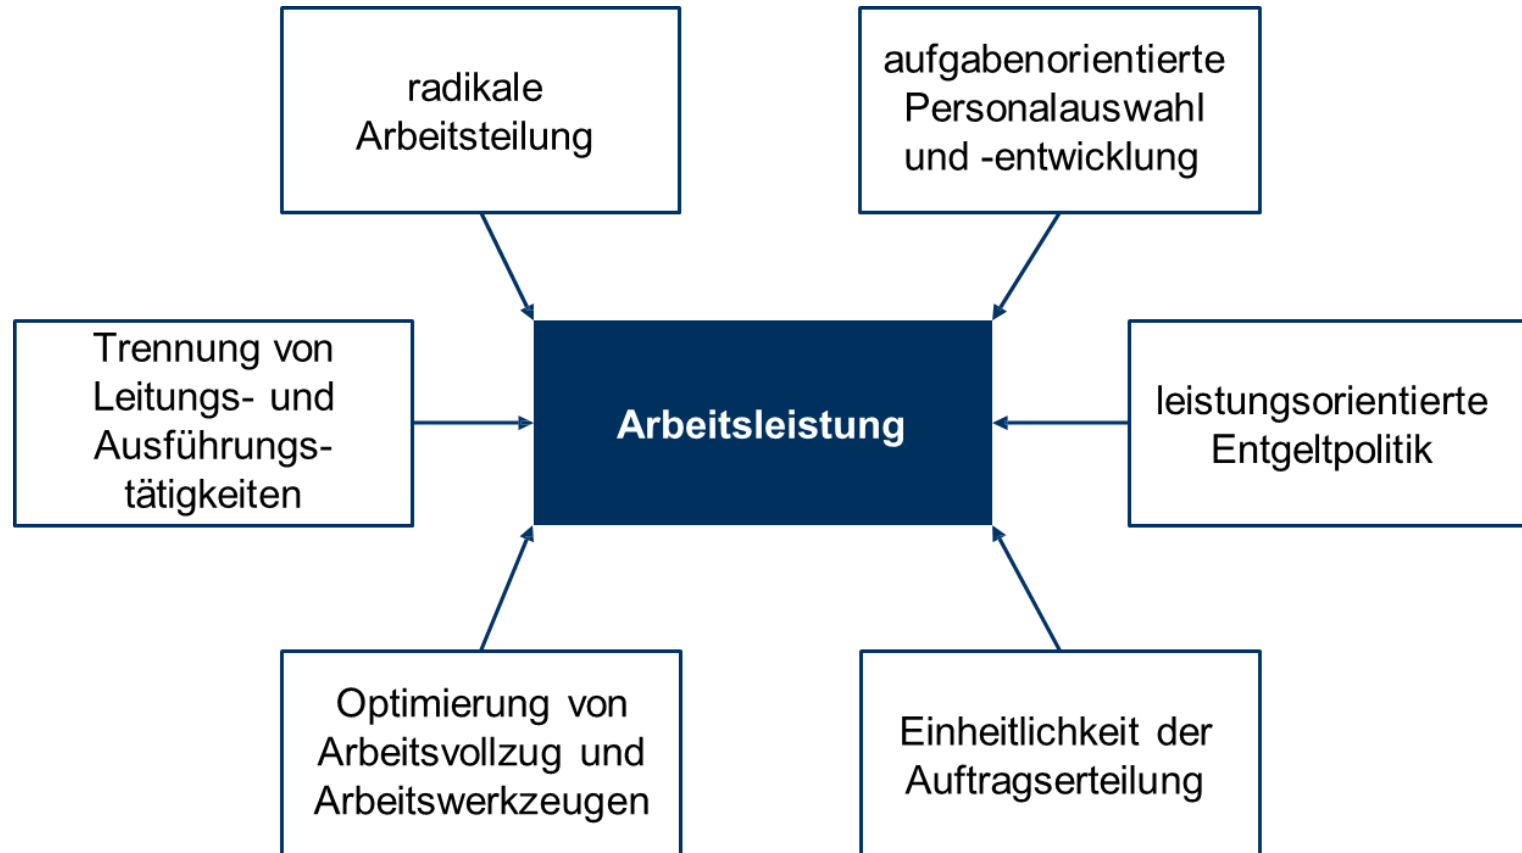 radikale
Arbeitsteilung
aufgabenorientierte
Personalauswahl
und -entwicklung
Trennung von
Leitungs- und
Ausführungs-
tätigkeiten
Arbeitsleistung
leistungsorientierte
Entgeltpolitik
Optimierung von
Arbeitsvollzug und
Arbeitswerkzeugen
Einheitlichkeit der
Auftragserteilung